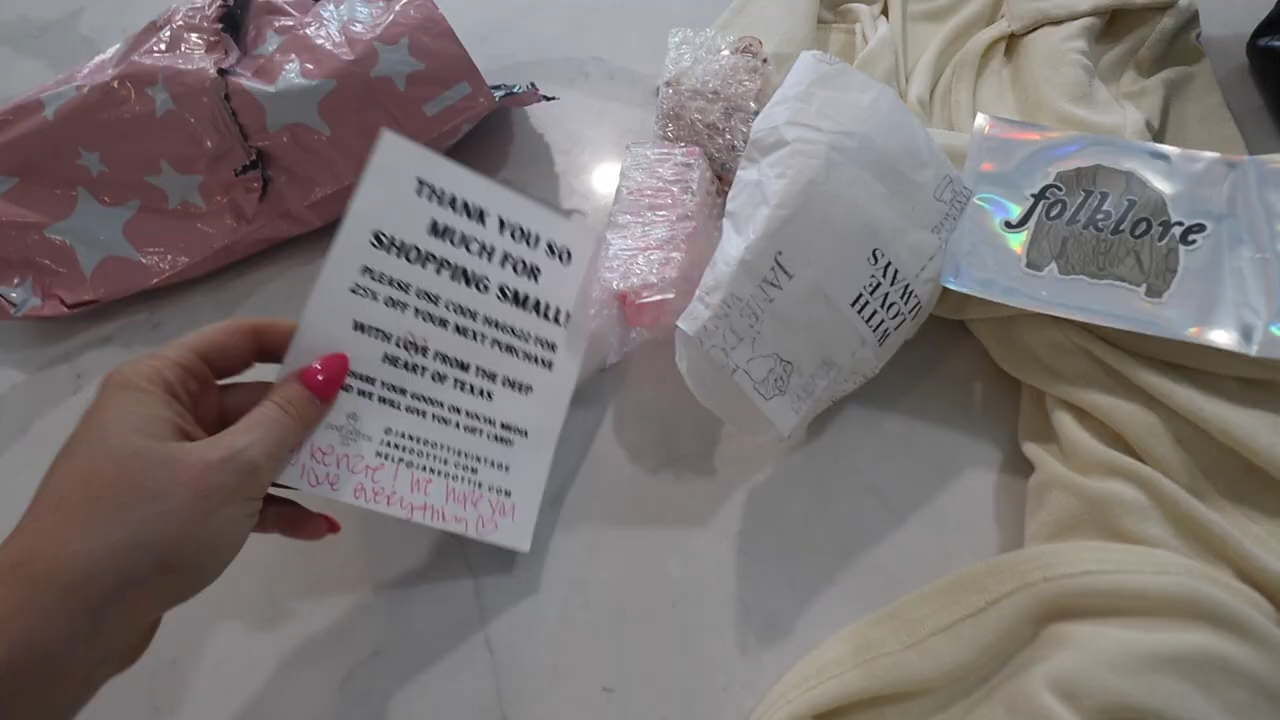 THANK YOU SO
MUCH FOR
SHOPPING SMALL!
PLEASE USE CODE
25% OFF YOUR NEXT PURCHASE
WITH LOVE FROM THE DEEP
HEART OF TEXAS
SHARE YOUR GOODS ON SOCIAL MEDIA
AND WE WILL GIVE YOU A GIFT CARD!
@JANEDOTTIEVINTAGE
JANEDOTTIE.COM
HELP@JANEDOTTIE.COM
kenzie! we hope you
love everything
WITH
LOVE
ALWAYS
JANE
folklore